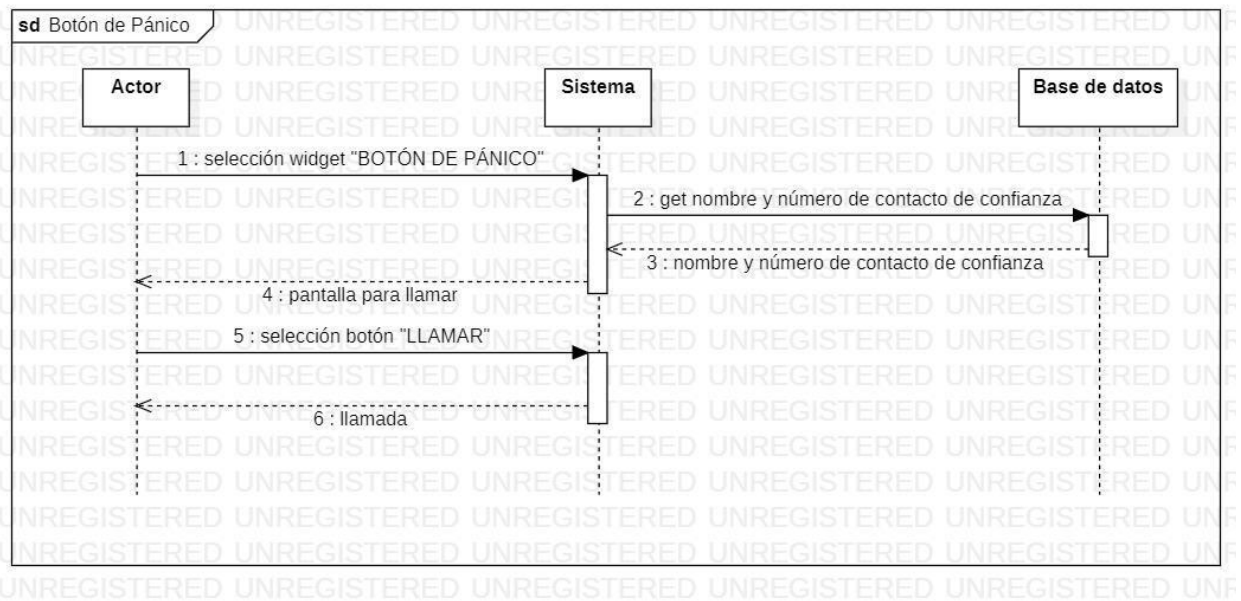 sd Botón de Pánico
Actor
Sistema
Base de datos
1 : selección widget "BOTÓN DE PÁNICO"
2 : get nombre y número de contacto de confianza
3 : nombre y número de contacto de confianza
4 : pantalla para llamar
5 : selección botón "LLAMAR"
6 : llamada
UNREGISTERED